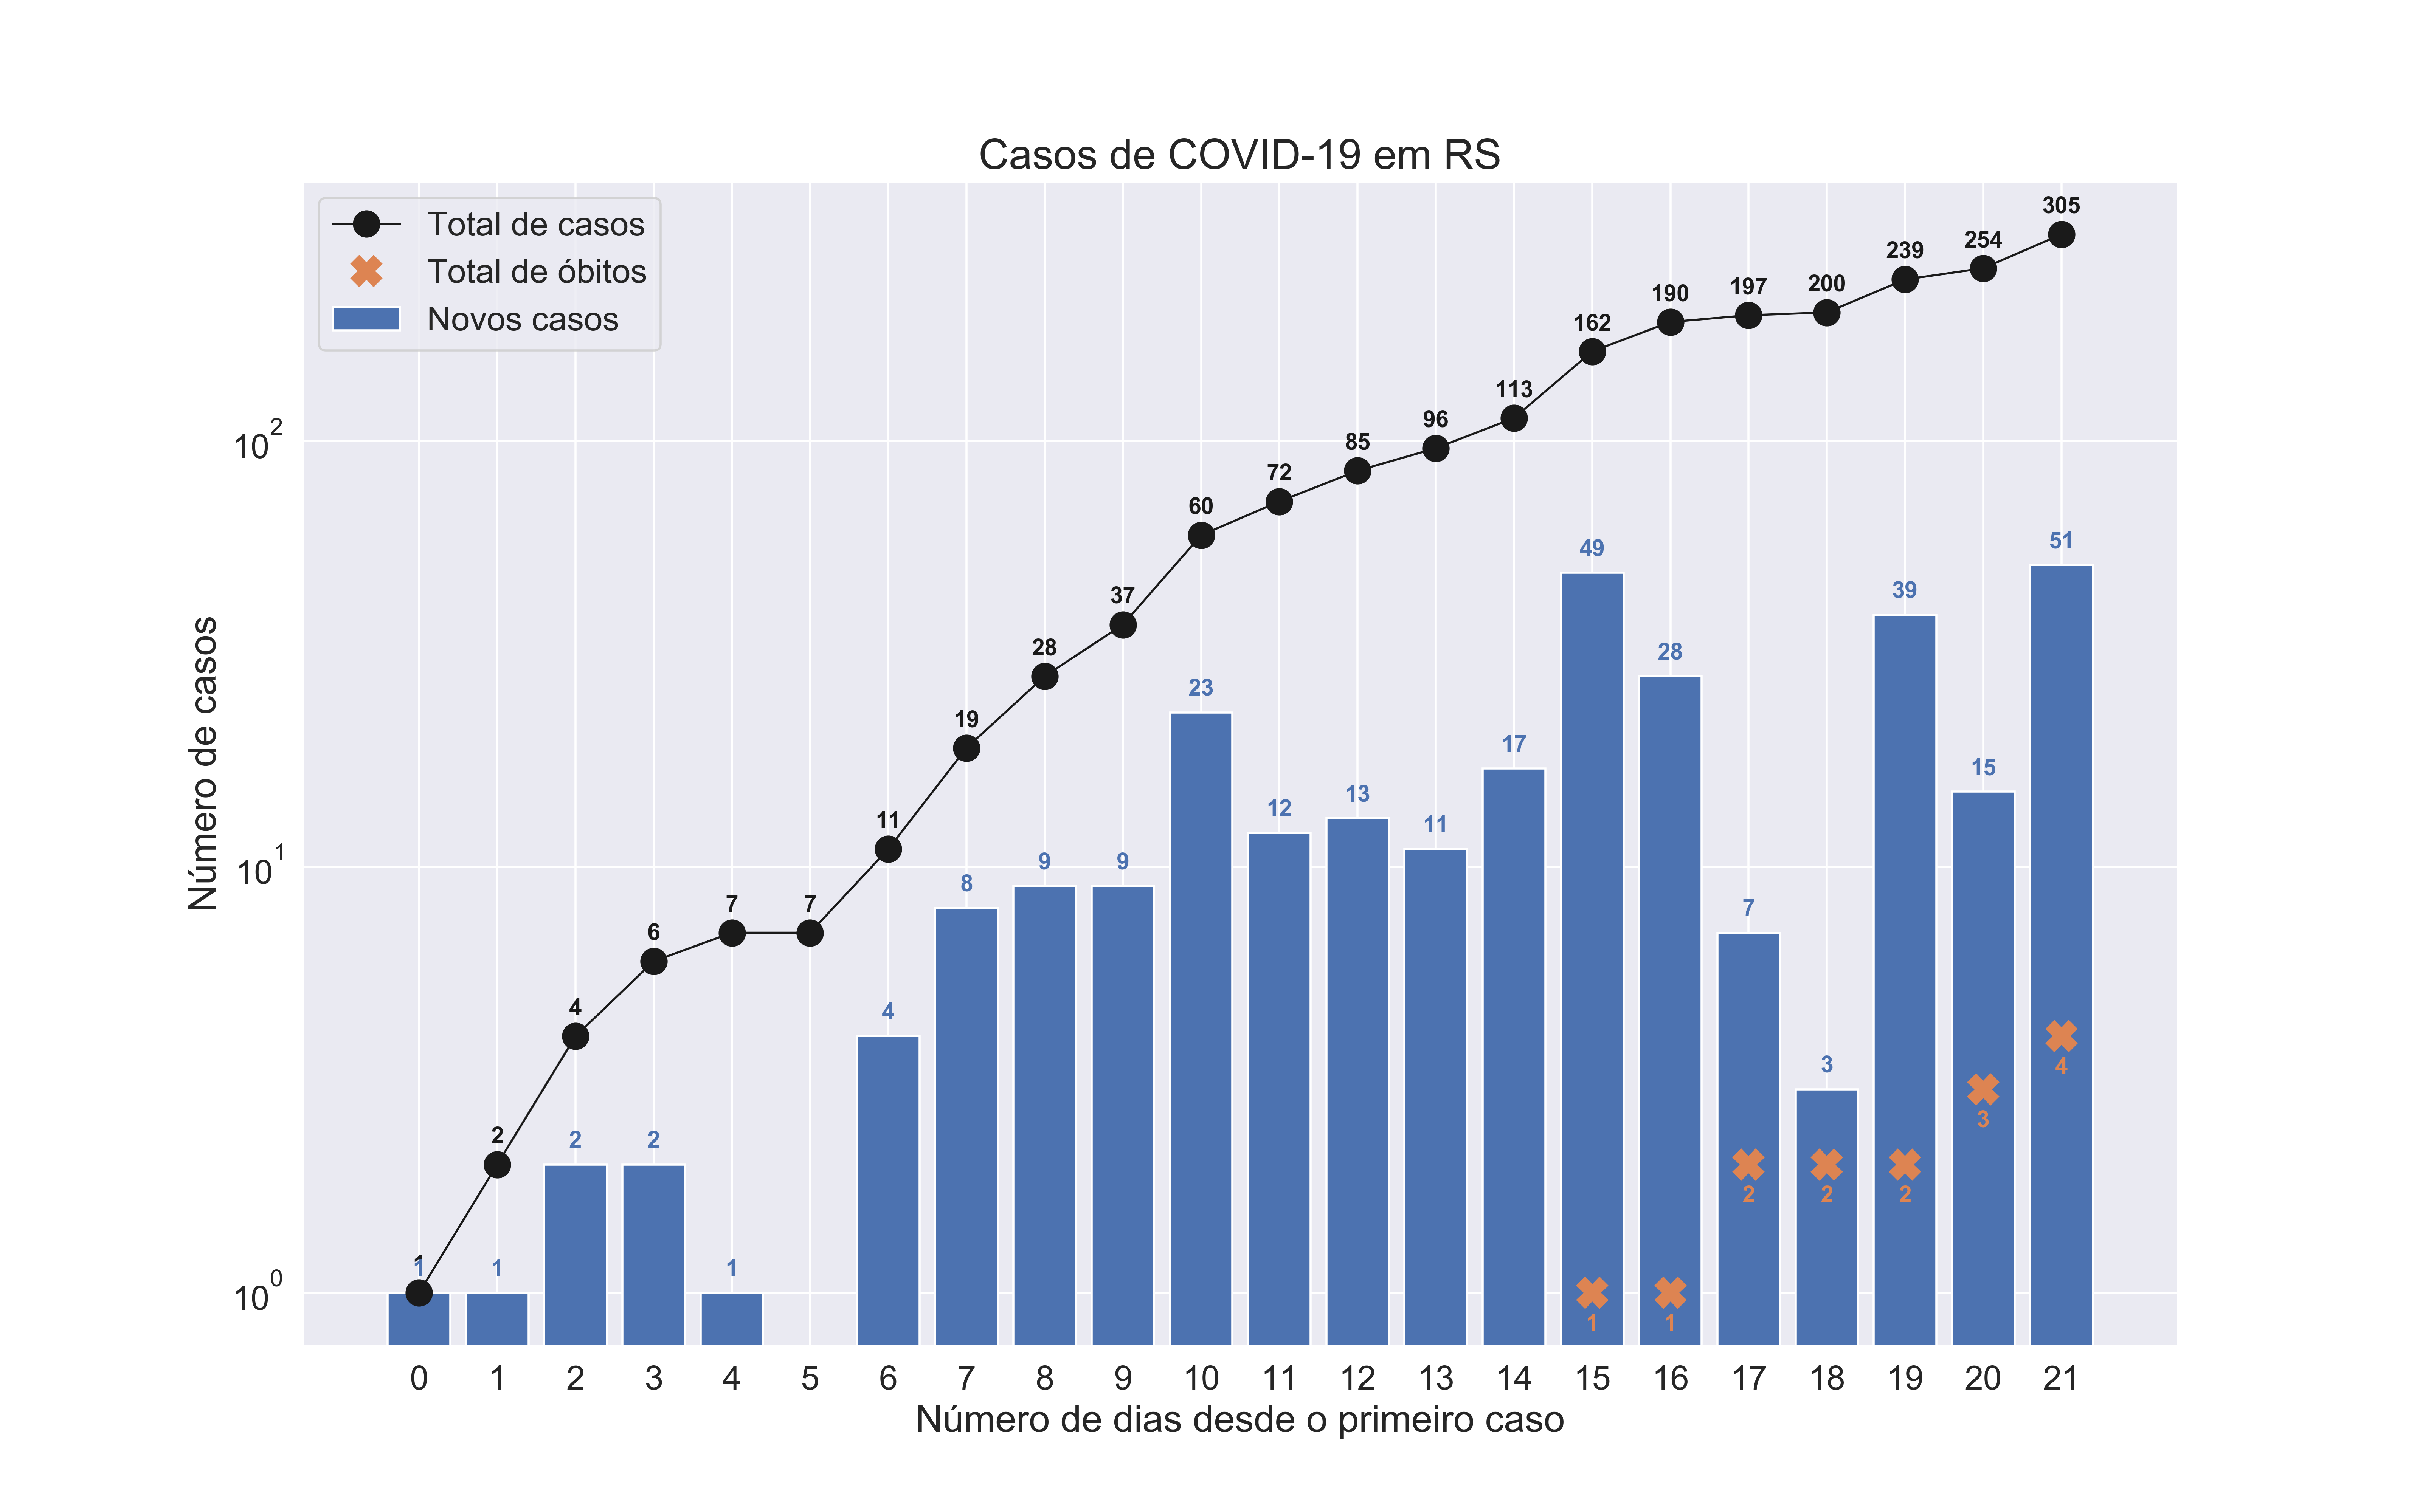 Casos de COVID-19 em RS
Total de casos
Total de óbitos
Novos casos
Número de casos
10^2
10^1
10^0
1 2 4 6 7 7 11 19 28 37 60 72 85 96 113 162 190 197 200 239 254 305
1 1 2 2 1 4 8 9 9 23 12 13 11 17 49 28 7 3 39 15 51
1 1 2 2 2 3 4
0 1 2 3 4 5 6 7 8 9 10 11 12 13 14 15 16 17 18 19 20 21
Número de dias desde o primeiro caso